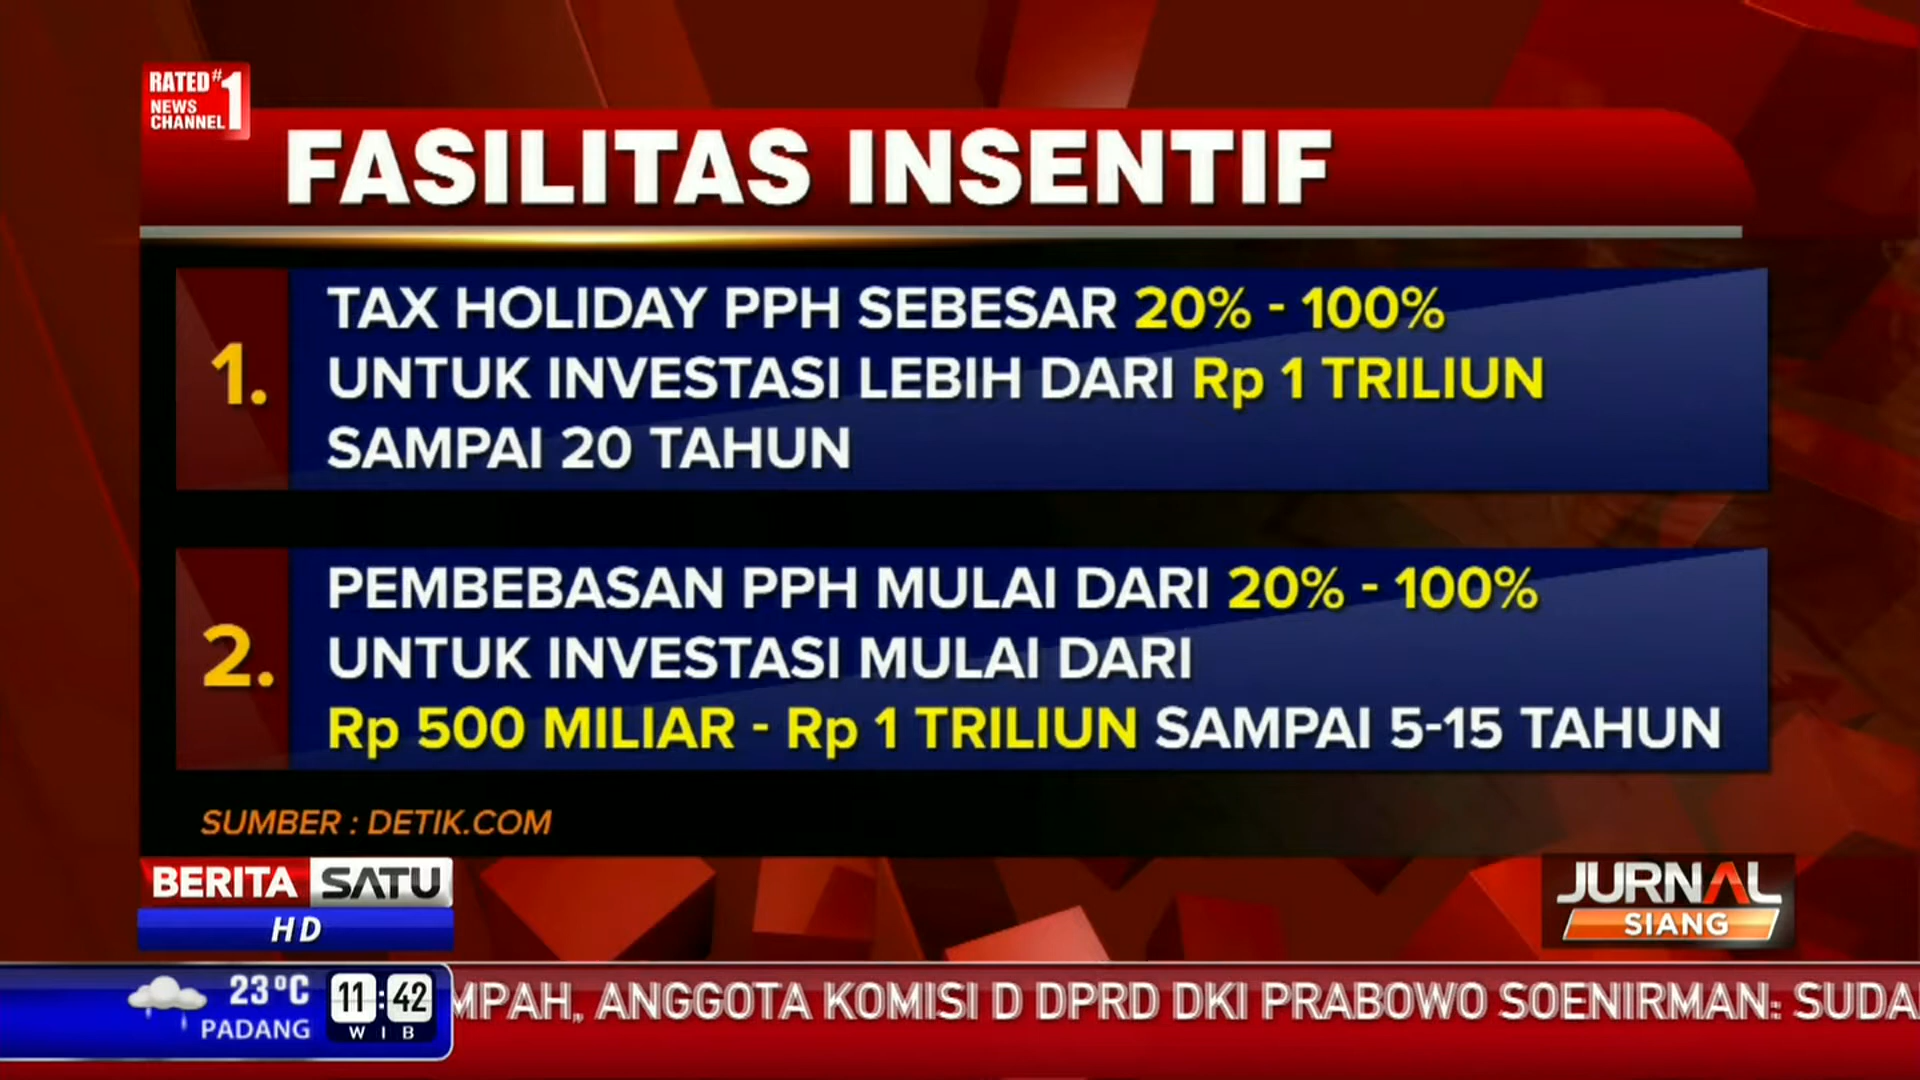 RATED #1
NEWS
CHANNEL
FASILITAS INSENTIF
1.
TAX HOLIDAY PPH SEBESAR 20% - 100%
UNTUK INVESTASI LEBIH DARI Rp 1 TRILIUN
SAMPAI 20 TAHUN
2.
PEMBEBASAN PPH MULAI DARI 20% - 100%
UNTUK INVESTASI MULAI DARI
Rp 500 MILIAR - Rp 1 TRILIUN SAMPAI 5-15 TAHUN
SUMBER : DETIK.COM
BERITA SATU
HD
JURNAL
SIANG
23°C
PADANG
11:42
WIB
MPAH, ANGGOTA KOMISI D DPRD DKI PRABOWO SOENIRMAN: SUDA